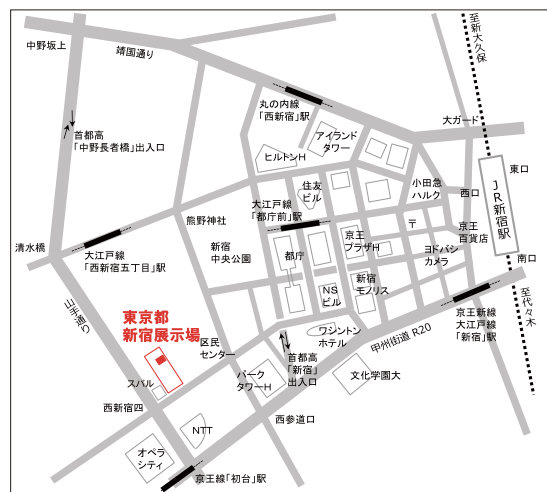 中野坂上
靖国通り
至新大久保
首都高
「中野長者橋」出入口
丸の内線
「西新宿」駅
アイランド
タワー
大ガード
ヒルトンH
住友
ビル
小田急
ハルク
東口
西口
JR新宿駅
熊野神社
大江戸線
「都庁前」駅
〒
京王
百貨店
清水橋
大江戸線
「西新宿五丁目」駅
新宿
中央公園
都庁
京王
プラザH
ヨドバシ
カメラ
南口
新宿
モノリス
NS
ビル
至代々木
山手通り
東京都
新宿展示場
区民
センター
ワシントン
ホテル
甲州街道 R20
京王新線
大江戸線
「新宿」駅
首都高
「新宿」
出入口
スバル
パーク
タワーH
文化学園大
西新宿四
西参道口
NTT
オペラ
シティ
京王線「初台」駅